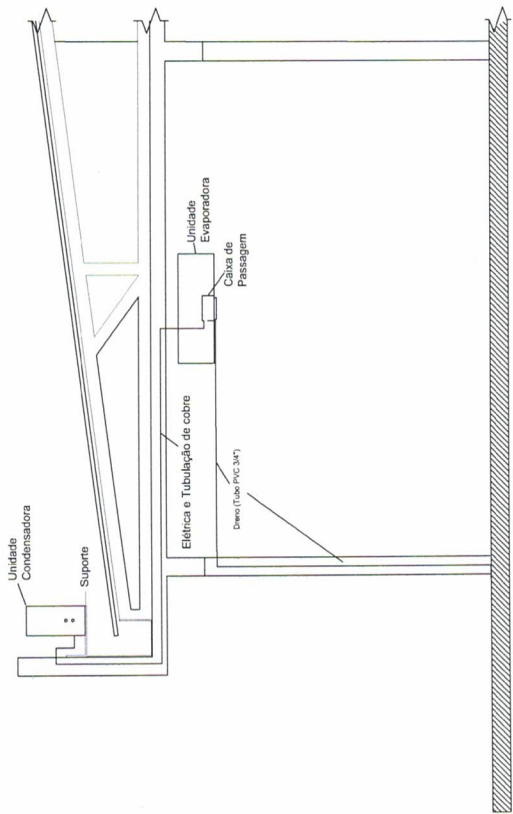 Unidade
Condensadora
Suporte
Elétrica e Tubulação de cobre
Dreno (Tubo PVC 3/4")
Unidade
Evaporadora
Caixa de
Passagem